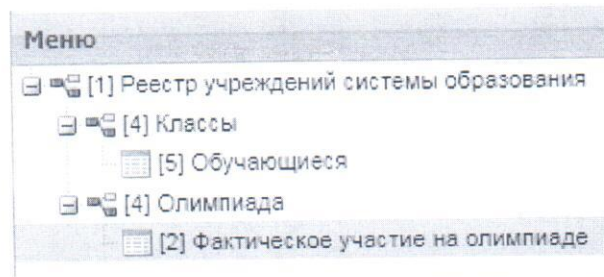 Меню
[1] Реестр учреждений системы образования
[4] Классы
[5] Обучающиеся
[4] Олимпиада
[2] Фактическое участие на олимпиаде